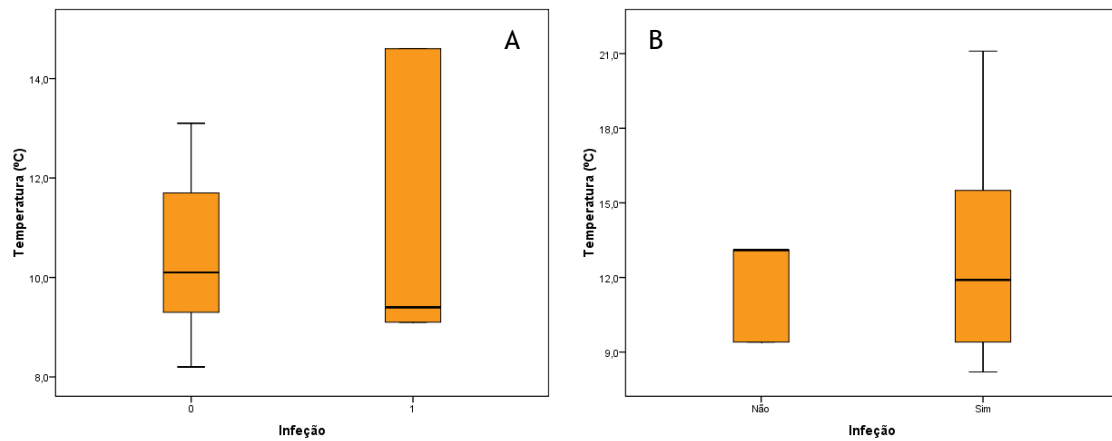 A
14,0
12,0
10,0
8,0
Temperatura (ºC)
0
1
Infeção
B
21,0
18,0
15,0
12,0
9,0
Temperatura (ºC)
Não
Sim
Infeção